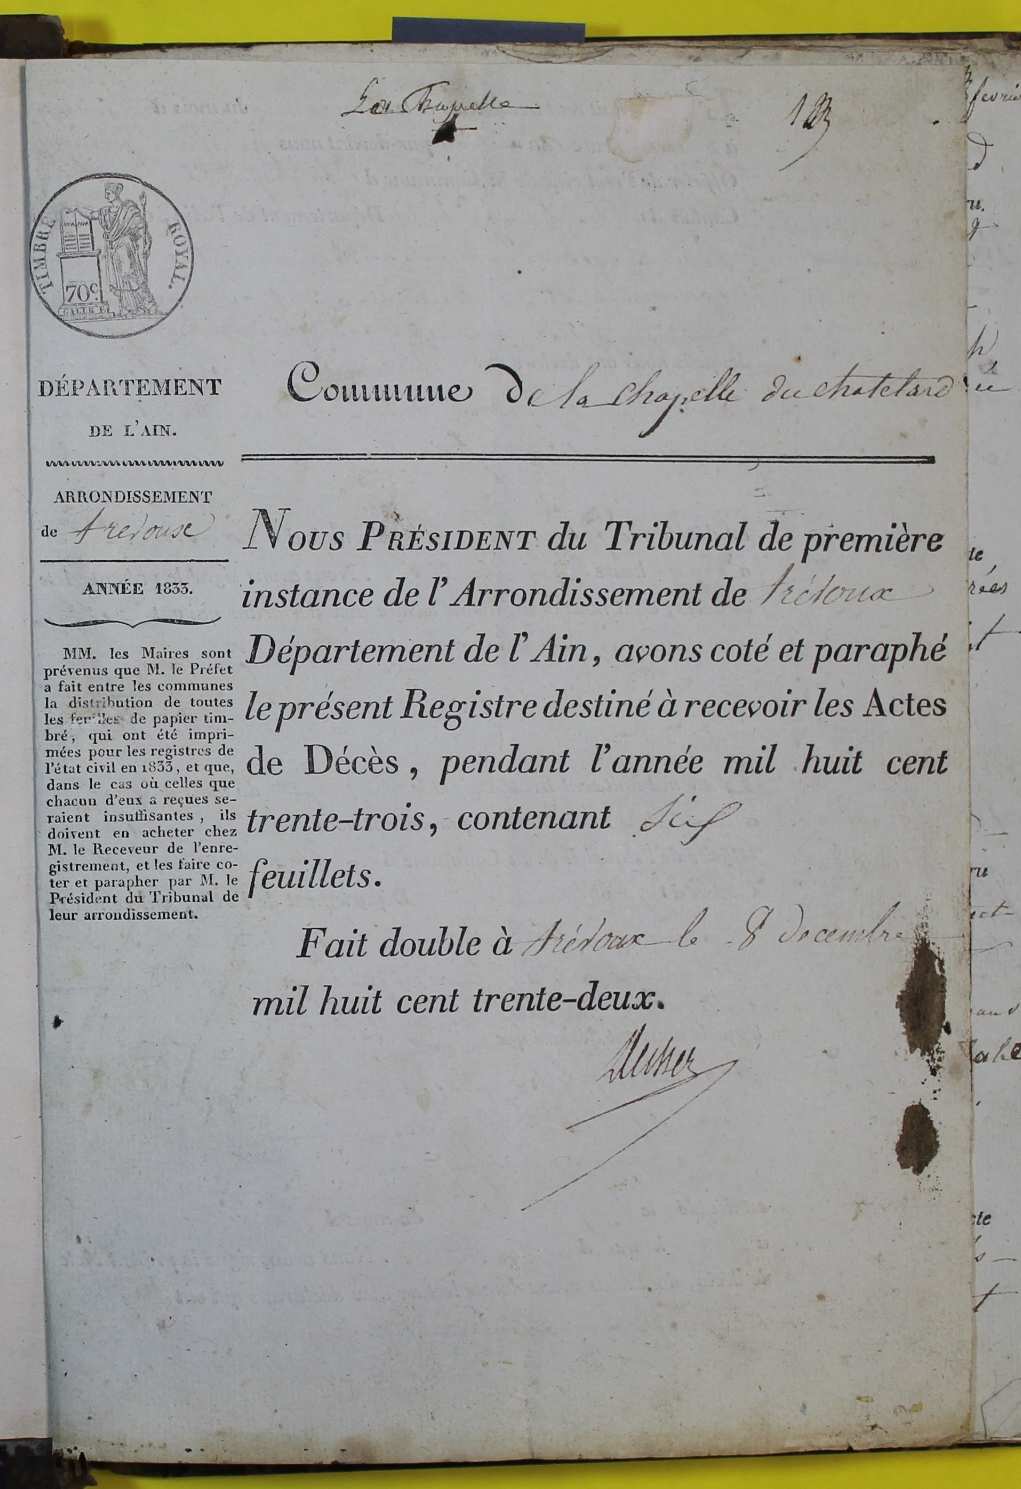 La Chapelle
TIMBRE ROYAL.
70c
DÉPARTEMENT
DE L'AIN.
ARRONDISSEMENT
de trevoux
ANNÉE 1833.
MM. les Maires sont
prévenus que M. le Préfet
a fait entre les communes
la distribution de toutes
les feuilles de papier tim-
bré, qui ont été impri-
mées pour les registres de
l'état civil en 1833, et que,
dans le cas où celles que
chacun d'eux a reçues se-
raient insuffisantes, ils
doivent en acheter chez
M. le Receveur de l'enre-
gistrement, et les faire co-
ter et parapher par M. le
Président du Tribunal de
leur arrondissement.
Commune De la chapelle du chatelard
NOUS PRÉSIDENT du Tribunal de première
instance de l'Arrondissement de trévoux
Département de l'Ain, avons coté et paraphé
le présent Registre destiné à recevoir les Actes
de Décès, pendant l'année mil huit cent
trente-trois, contenant six
feuillets.
Fait double à trévoux le 8 decembre
mil huit cent trente-deux.